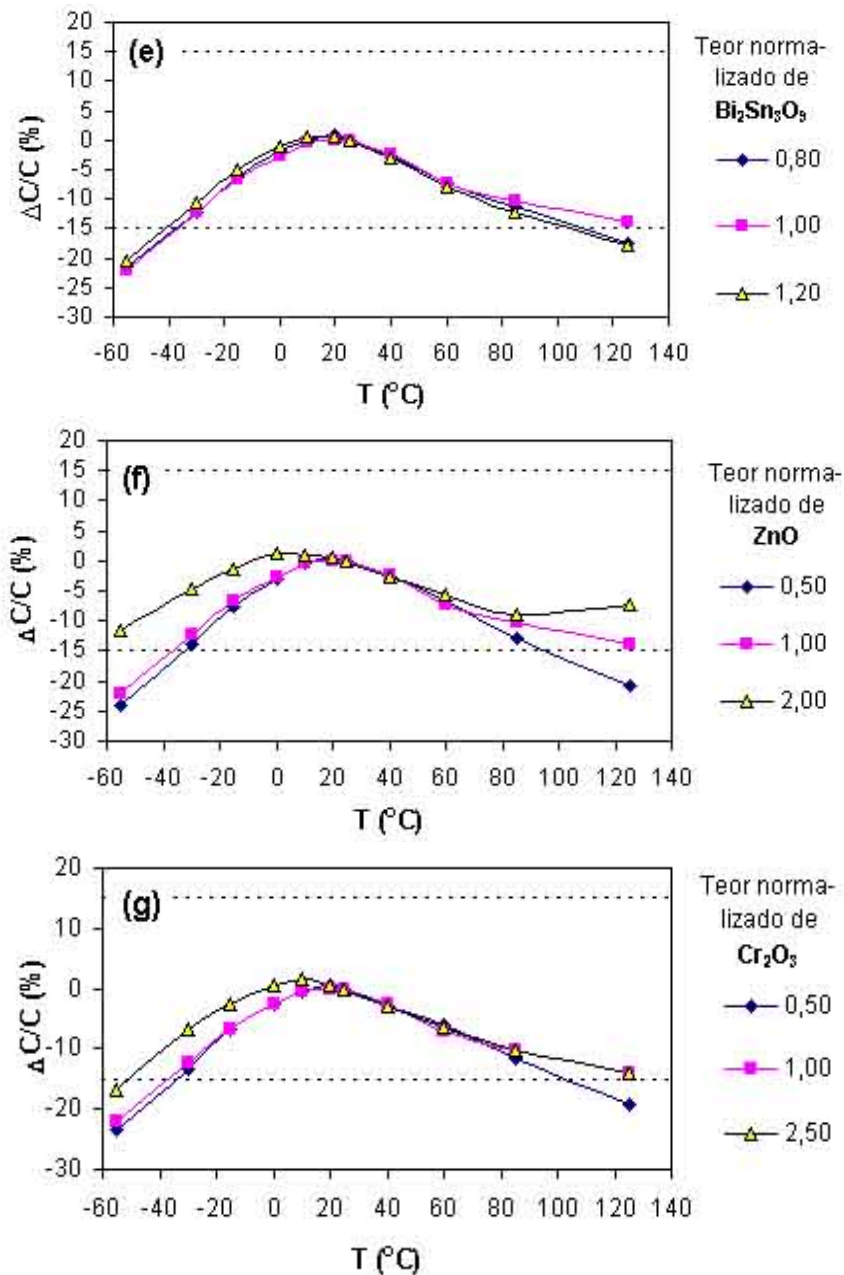 (e)
20
15
10
5
0
-5
-10
-15
-20
-25
-30
ΔC/C (%)
-60 -40 -20 0 20 40 60 80 100 120 140
T (°C)
Teor norma-
lizado de
Bi₂Sn₃O₉
0,80
1,00
1,20
(f)
20
15
10
5
0
-5
-10
-15
-20
-25
-30
ΔC/C (%)
-60 -40 -20 0 20 40 60 80 100 120 140
T (°C)
Teor norma-
lizado de
ZnO
0,50
1,00
2,00
(g)
20
10
0
-10
-20
-30
ΔC/C (%)
-60 -40 -20 0 20 40 60 80 100 120 140
T (°C)
Teor norma-
lizado de
Cr₂O₃
0,50
1,00
2,50